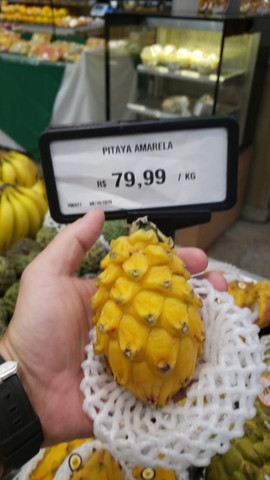 PITAYA AMARELA
R$ 79,99 / KG